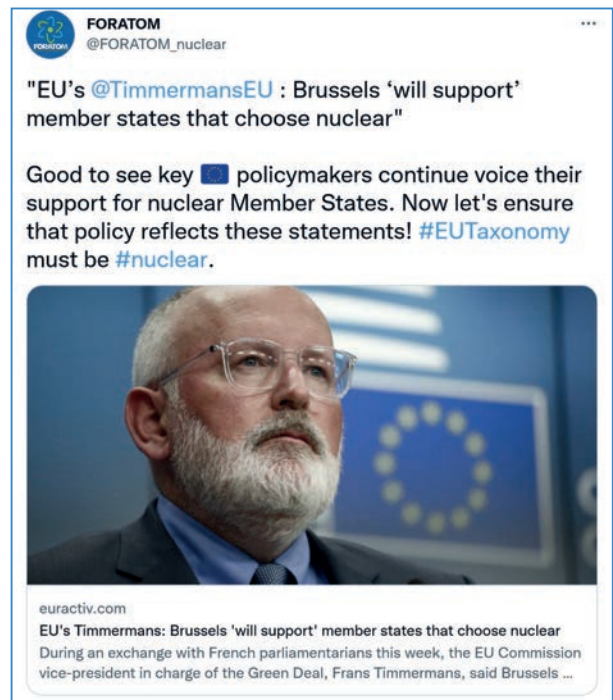 FORATOM
@FORATOM_nuclear
FORATOM
"EU's @TimmermansEU : Brussels ‘will support’
member states that choose nuclear"
Good to see key 🇪🇺 policymakers continue voice their
support for nuclear Member States. Now let's ensure
that policy reflects these statements! #EUTaxonomy
must be #nuclear.
euractiv.com
EU's Timmermans: Brussels 'will support' member states that choose nuclear
During an exchange with French parliamentarians this week, the EU Commission
vice-president in charge of the Green Deal, Frans Timmermans, said Brussels ...